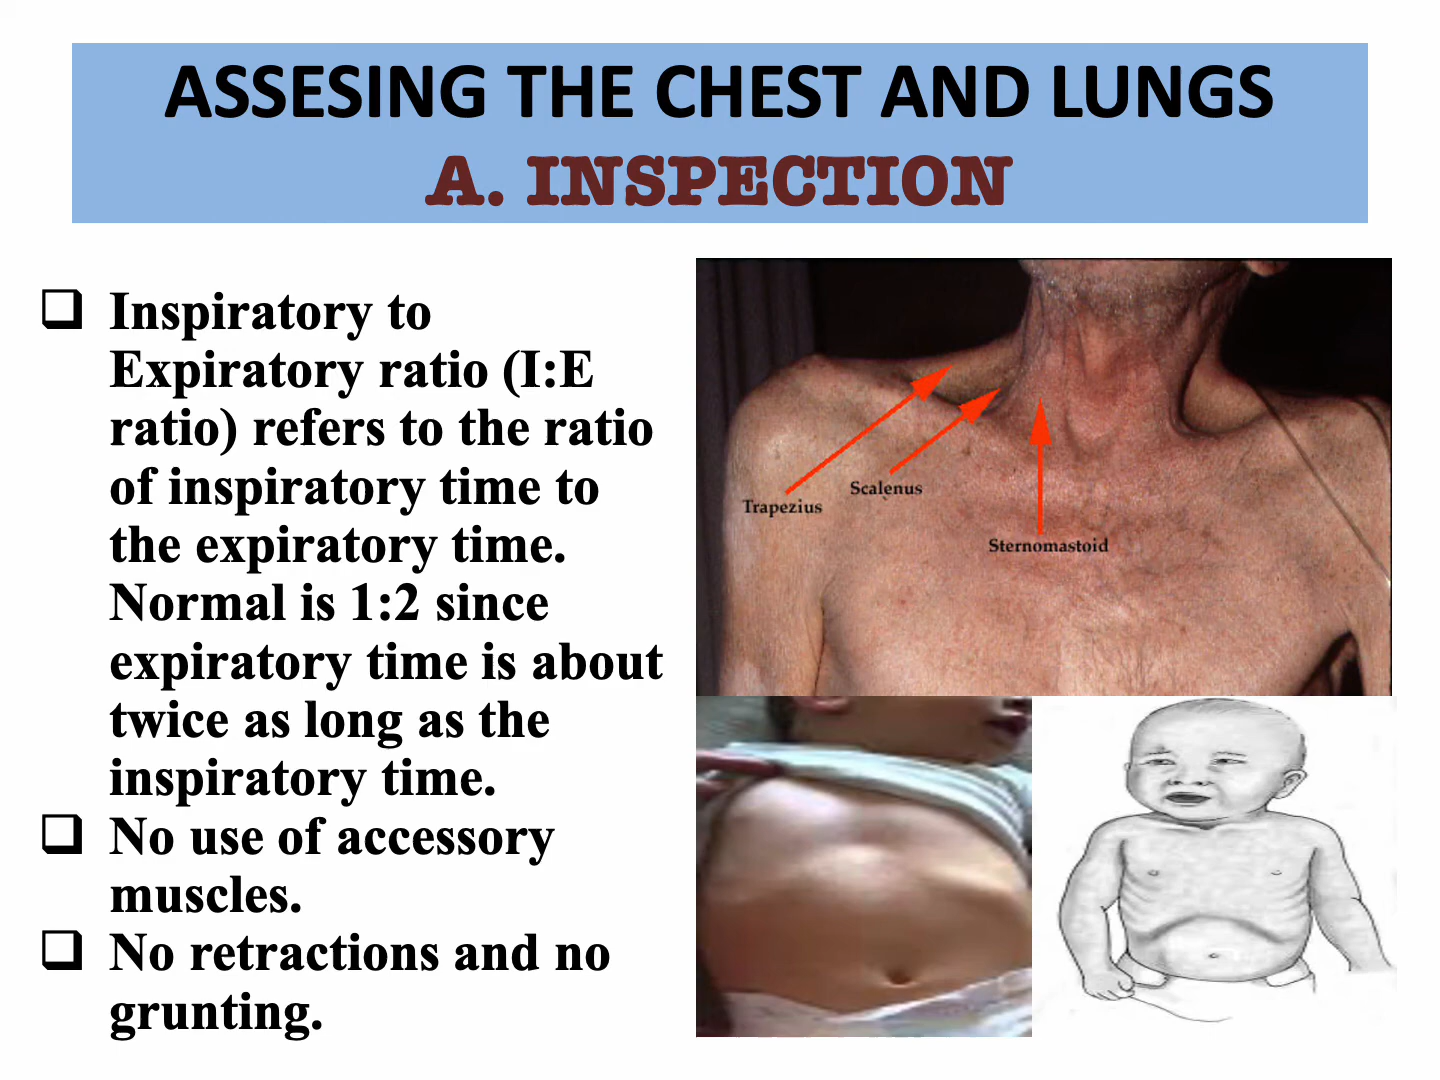 ASSESING THE CHEST AND LUNGS
A. INSPECTION
Inspiratory to
Expiratory ratio (I:E
ratio) refers to the ratio
of inspiratory time to
the expiratory time.
Normal is 1:2 since
expiratory time is about
twice as long as the
inspiratory time.
No use of accessory
muscles.
No retractions and no
grunting.
Trapezius
Scalenus
Sternomastoid